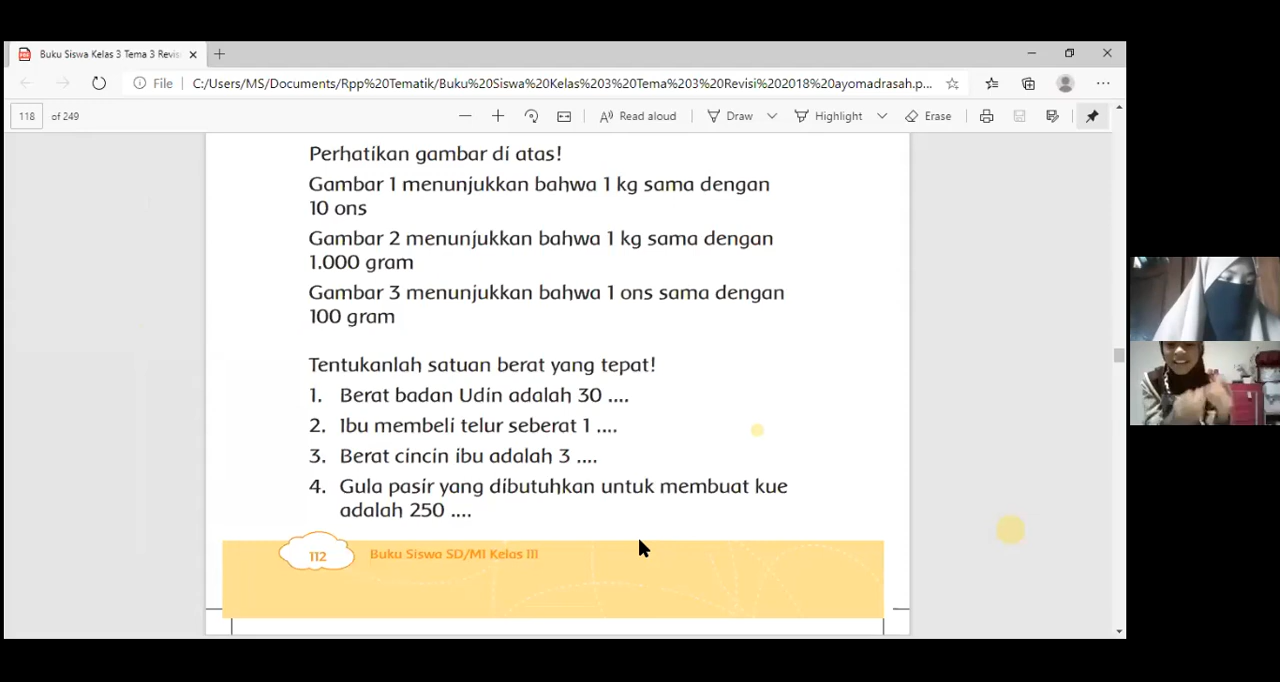 Buku Siswa Kelas 3 Tema 3 Revis
File
C:/Users/MS/Documents/Rpp%20Tematik/Buku%20Siswa%20Kelas%203%20Tema%203%20Revisi%202018%20ayomadrasah.p...
118 of 249
Read aloud
Draw
Highlight
Erase
Perhatikan gambar di atas!
Gambar 1 menunjukkan bahwa 1 kg sama dengan
10 ons
Gambar 2 menunjukkan bahwa 1 kg sama dengan
1.000 gram
Gambar 3 menunjukkan bahwa 1 ons sama dengan
100 gram
Tentukanlah satuan berat yang tepat!
1. Berat badan Udin adalah 30 ....
2. Ibu membeli telur seberat 1 ....
3. Berat cincin ibu adalah 3 ....
4. Gula pasir yang dibutuhkan untuk membuat kue
adalah 250 ....
112
Buku Siswa SD/MI Kelas III